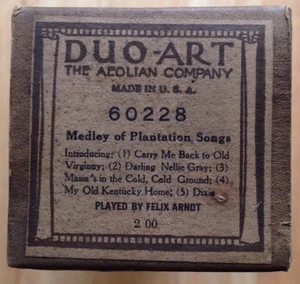 DUO-ART
THE AEOLIAN COMPANY
MADE IN U. S. A.
60228
Medley of Plantation Songs
Introducing; (1) Carry Me Back to Old
Virginny; (2) Darling Nellie Gray; (3)
Massa's in the Cold, Cold Ground; (4)
My Old Kentucky Home; (5) Dixie
PLAYED BY FELIX ARNDT
2 00